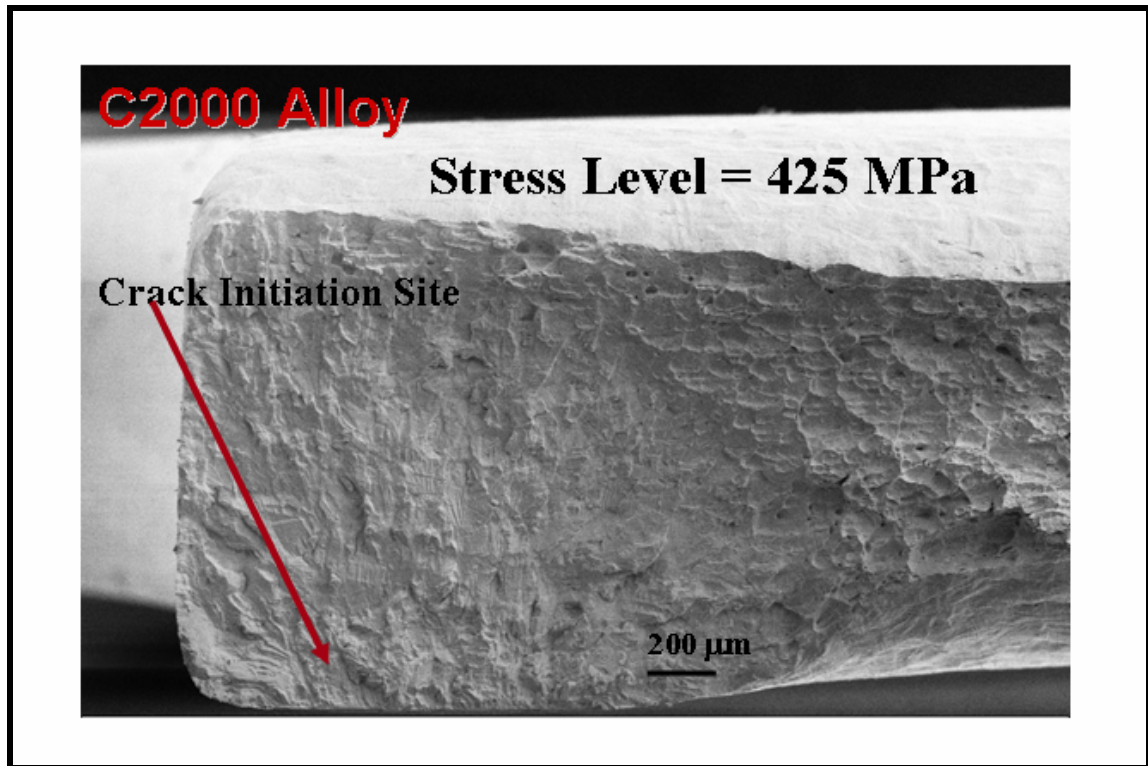 C2000 Alloy
Stress Level = 425 MPa
Crack Initiation Site
200 μm